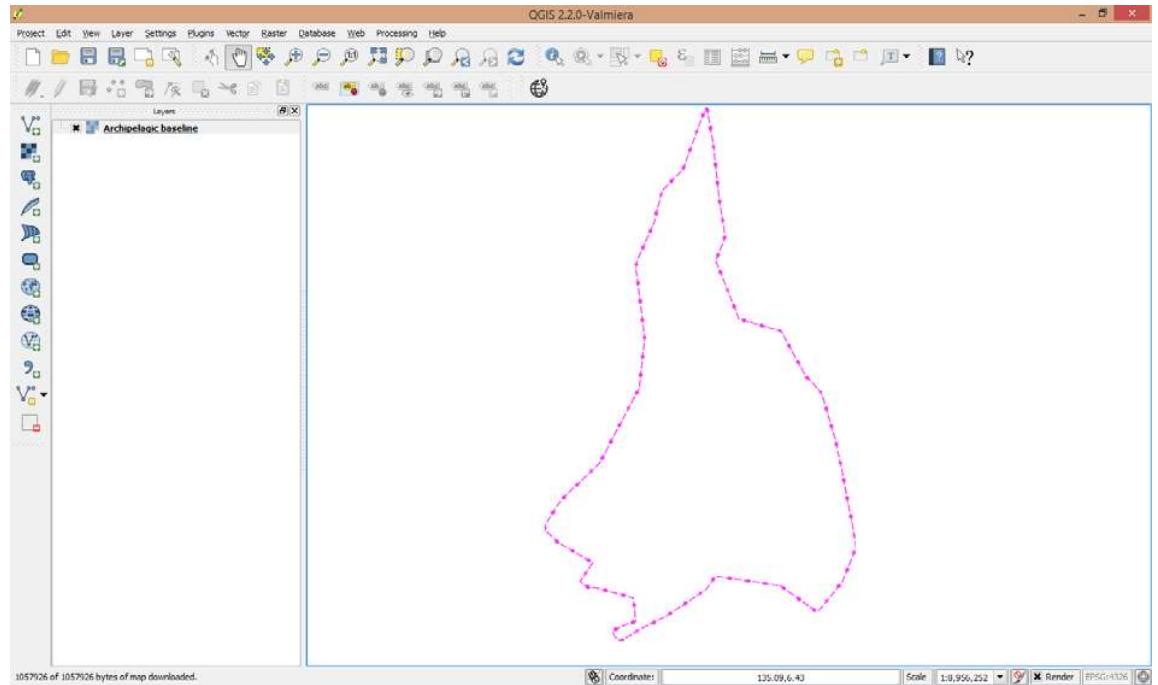 QGIS 2.2.0-Valmiera
Project Edit View Layer Settings Plugins Vector Raster Database Web Processing Help
Layers
Archipelagic baseline
1057926 of 1057926 bytes of map downloaded. Coordinate: 135.09,6.43 Scale 1:8,956,252 Render EPSG:4326